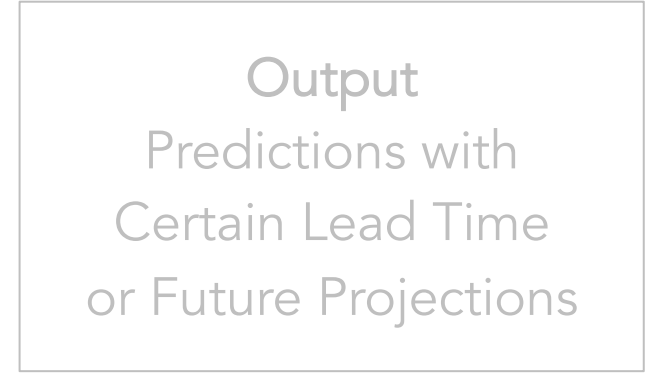 Output
Predictions with
Certain Lead Time
or Future Projections